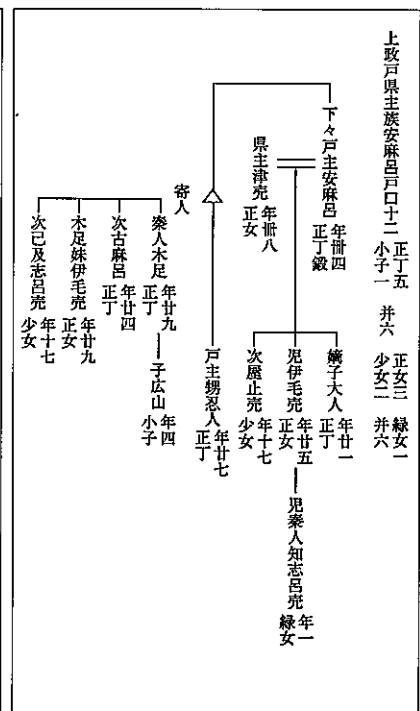 上政戸県主族安麻呂戸口十二 正丁五 小子一 并六 正女三 少女二 緑女一 并六
下々戸主安麻呂 年卌四 正丁鍛
県主津売 年卌八 正女
嫡子大人 年廿一 正丁
児伊毛売 年廿五 正女
次屋止売 年十七 少女
児秦人知志呂売 年一 緑女
戸主甥忍人 年廿七 正丁
寄人
秦人木足 年廿九 正丁
子広山 年四 小子
次古麻呂 年廿四 正丁
木足妹伊毛売 年廿九 正女
次己及志呂売 年十七 少女